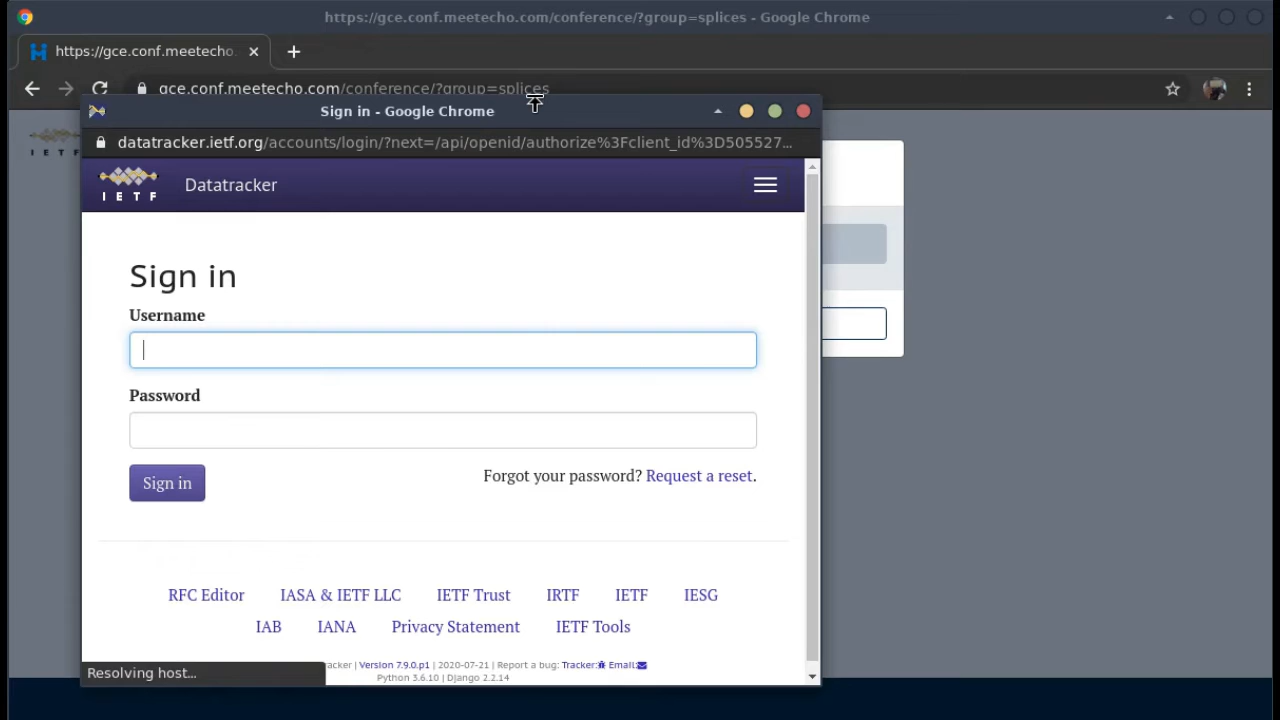 https://gce.conf.meetecho.com/conference/?group=splices - Google Chrome
https://gce.conf.meetecho.
gce.conf.meetecho.com/conference/?group=splices
IETF
Sign in - Google Chrome
datatracker.ietf.org/accounts/login/?next=/api/openid/authorize%3Fclient_id%3D505527...
IETF
Datatracker
Sign in
Username
Password
Sign in
Forgot your password? Request a reset.
RFC Editor IASA & IETF LLC IETF Trust IRTF IETF IESG
IAB IANA Privacy Statement IETF Tools
racker | Version 7.9.0.p1 | 2020-07-21 | Report a bug: Tracker: Email:
Python 3.6.10 | Django 2.2.14
Resolving host...